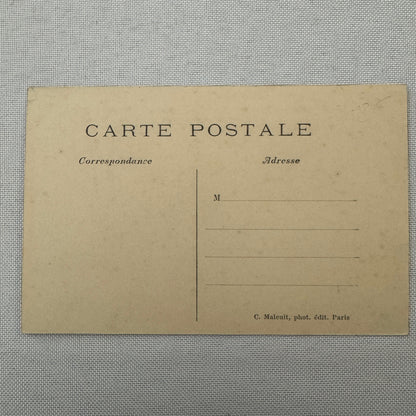 CARTE POSTALE
Correspondance
Adresse
M
C. Malcuit, phot. édit. Paris